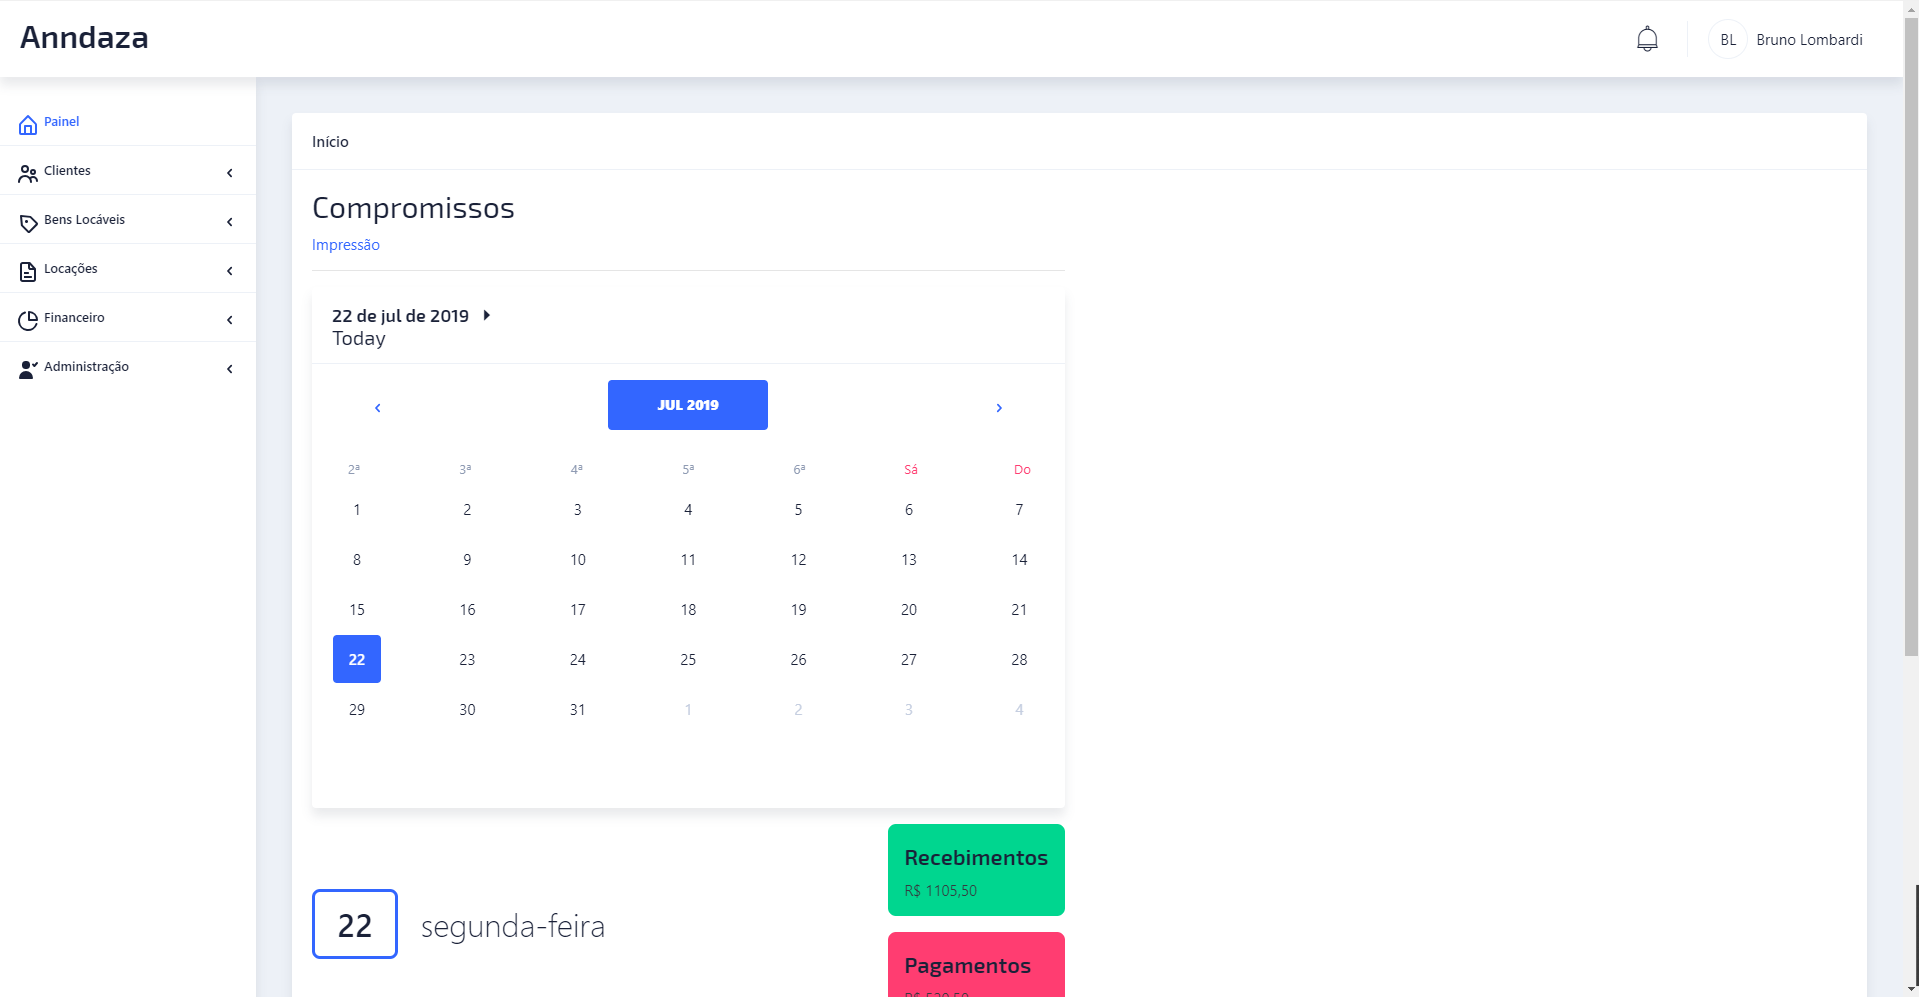 Anndaza
BL Bruno Lombardi
Painel
Clientes
Bens Locáveis
Locações
Financeiro
Administração
Início
Compromissos
Impressão
22 de jul de 2019
Today
JUL 2019
2ª 3ª 4ª 5ª 6ª Sá Do
1 2 3 4 5 6 7
8 9 10 11 12 13 14
15 16 17 18 19 20 21
22 23 24 25 26 27 28
29 30 31 1 2 3 4
22 segunda-feira
Recebimentos
R$ 1105,50
Pagamentos